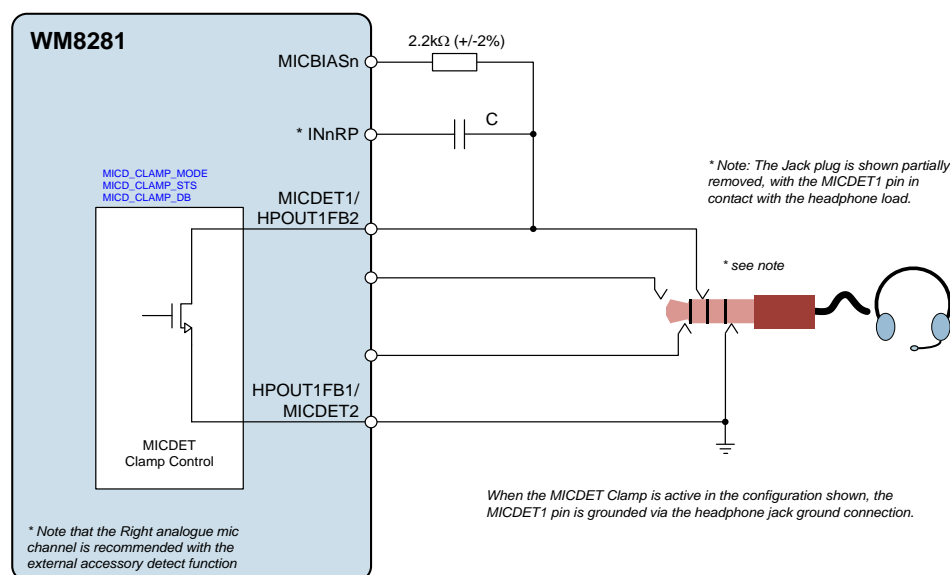 WM8281
2.2kΩ (+/-2%)
MICBIASn
C
* INnRP
* Note: The Jack plug is shown partially
removed, with the MICDET1 pin in
contact with the headphone load.
MICD_CLAMP_MODE
MICD_CLAMP_STS
MICD_CLAMP_DB
MICDET1/
HPOUT1FB2
* see note
HPOUT1FB1/
MICDET2
MICDET
Clamp Control
When the MICDET Clamp is active in the configuration shown, the
MICDET1 pin is grounded via the headphone jack ground connection.
* Note that the Right analogue mic
channel is recommended with the
external accessory detect function